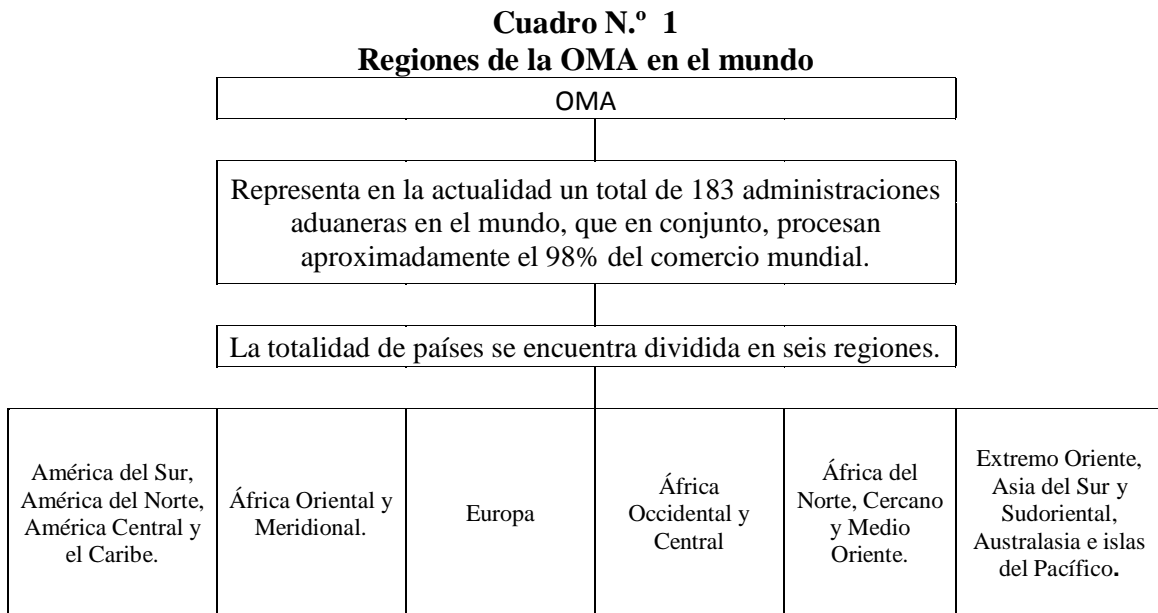 Cuadro N.º 1
Regiones de la OMA en el mundo
OMA
Representa en la actualidad un total de 183 administraciones
aduaneras en el mundo, que en conjunto, procesan
aproximadamente el 98% del comercio mundial.
La totalidad de países se encuentra dividida en seis regiones.
América del Sur,
América del Norte,
América Central y
el Caribe.
África Oriental y
Meridional.
Europa
África
Occidental y
Central
África del
Norte, Cercano
y Medio
Oriente.
Extremo Oriente,
Asia del Sur y
Sudoriental,
Australasia e islas
del Pacífico.